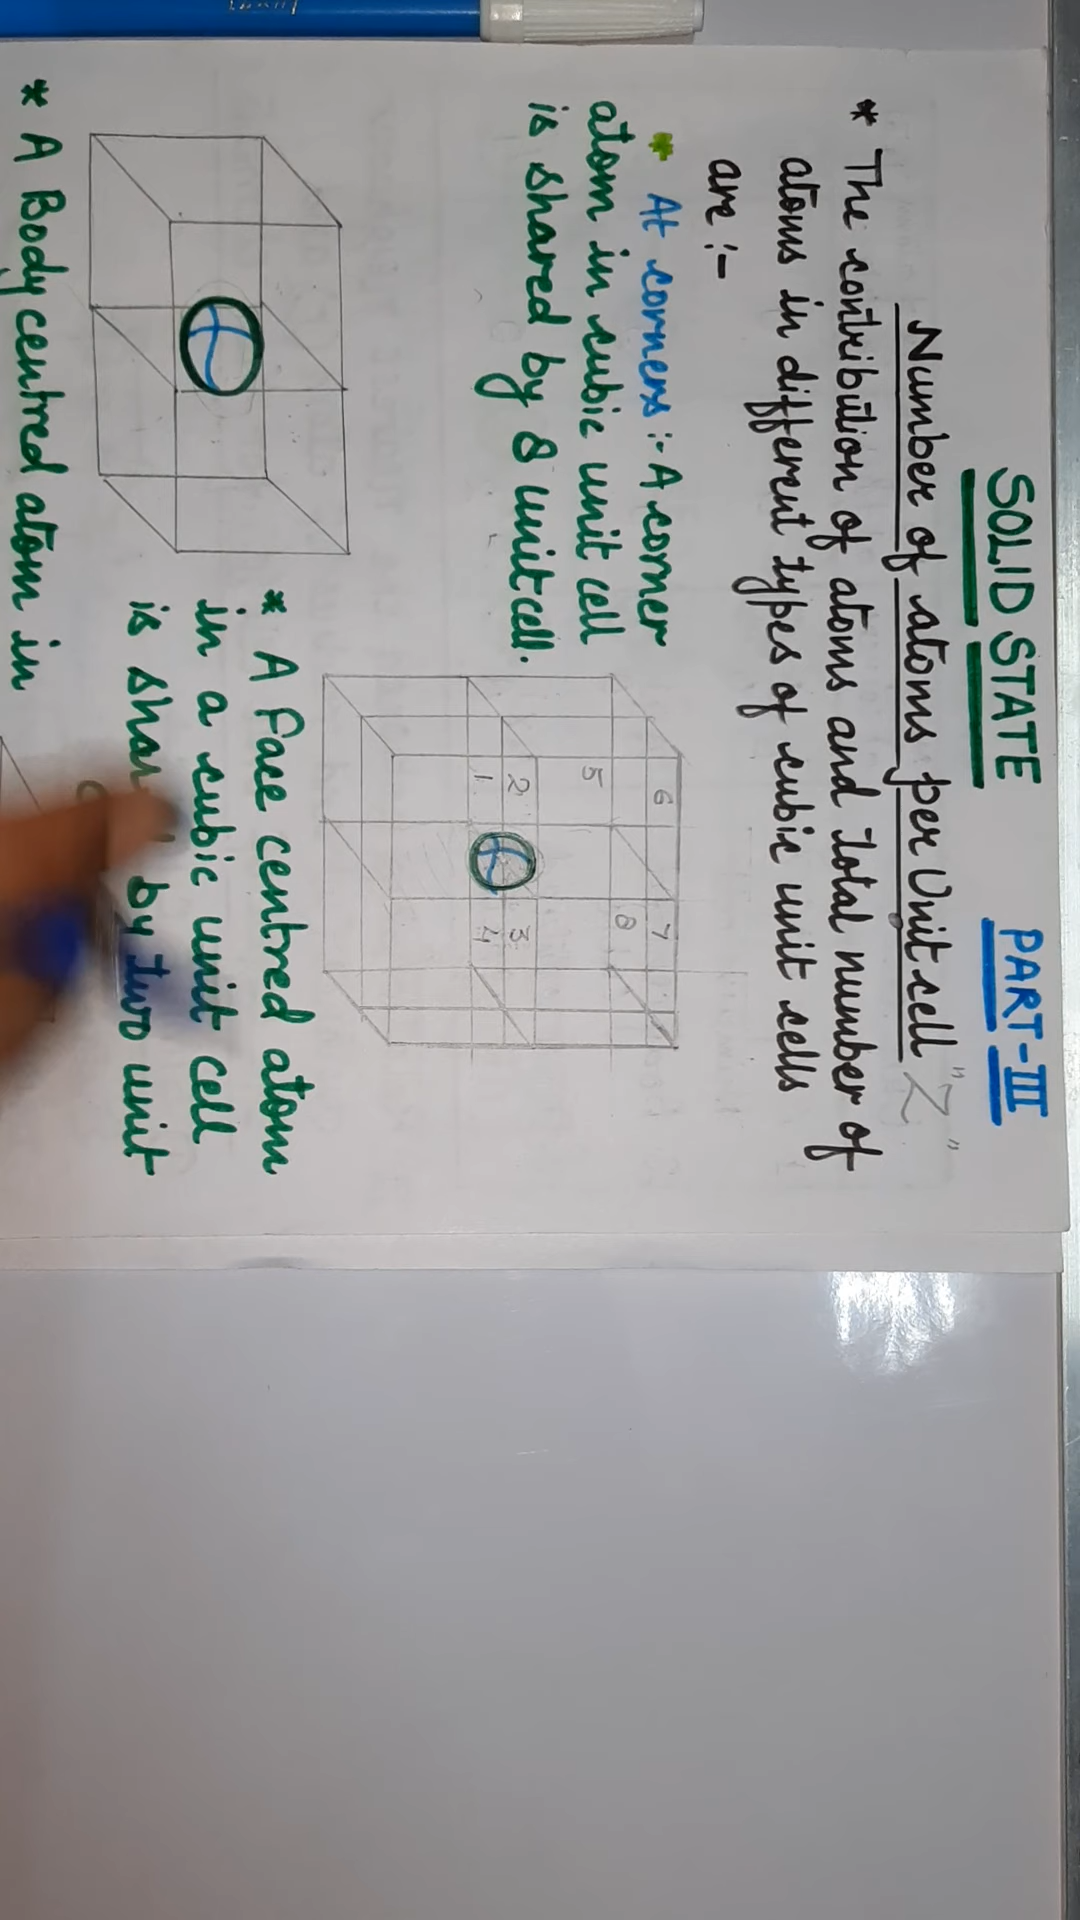 SOLID STATE PART-III
Number of atoms per Unit cell "Z"
* The contribution of atoms and total number of
atoms in different types of cubic unit cells
are :-
* At corners :- A corner
atom in cubic unit cell
is shared by 8 unit cell.
6 7
5 8
2 3
1 4
* A Face centred atom
in a cubic unit cell
is by two unit
* A Body centred atom in